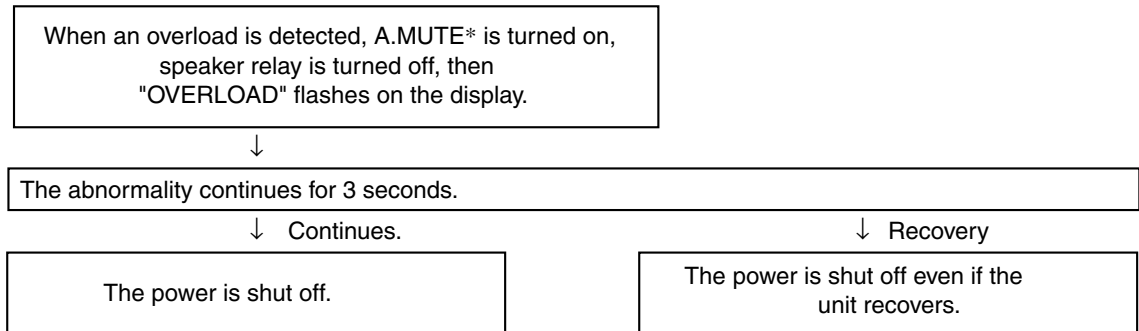 When an overload is detected, A.MUTE* is turned on,
speaker relay is turned off, then
"OVERLOAD" flashes on the display.
↓
The abnormality continues for 3 seconds.
↓ Continues.
↓ Recovery
The power is shut off.
The power is shut off even if the
unit recovers.